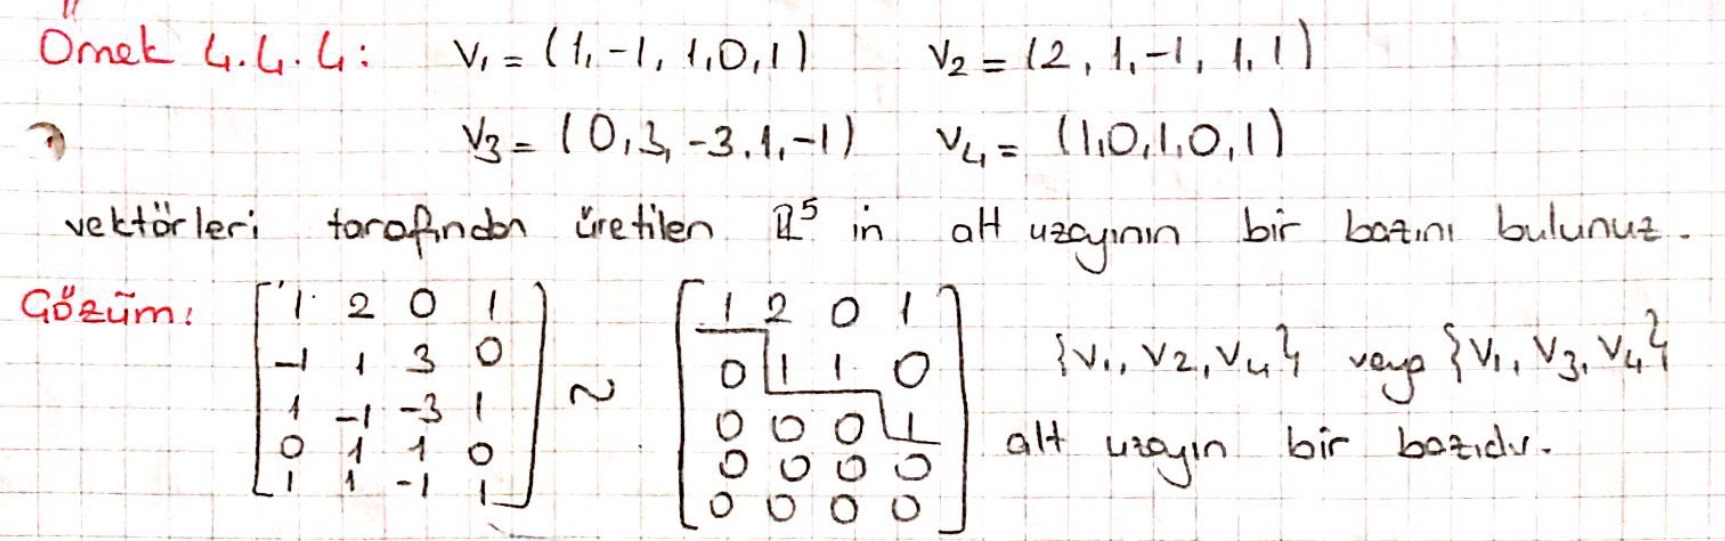 Örnek 4.4.4: V₁ = (1, -1, 1, 0, 1) V₂ = (2, 1, -1, 1, 1)
V₃ = (0, 3, -3, 1, -1) V₄ = (1, 0, 1, 0, 1)
vektörleri tarafından üretilen ℝ⁵ in alt uzayının bir bazını bulunuz.
Çözüm: [1 2 0 1 ] [1 2 0 1]
-1 1 3 0 0 1 1 0 {V₁, V₂, V₄} veya {V₁, V₃, V₄}
1 -1 -3 1 ~ 0 0 0 1
0 1 1 0 0 0 0 0 alt uzayın bir bazıdır.
1 1 -1 1 0 0 0 0